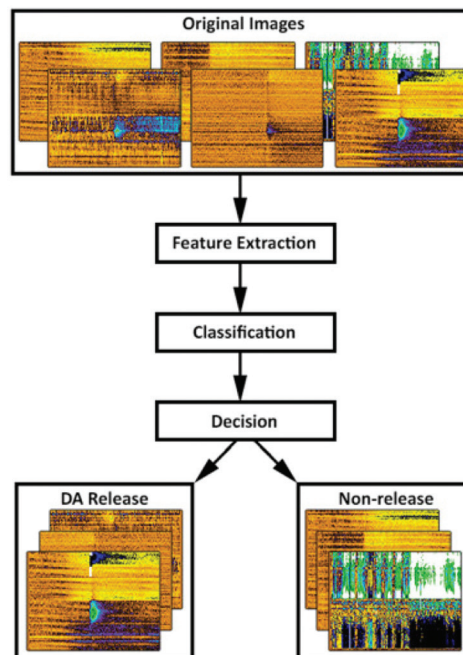 Original Images
Feature Extraction
Classification
Decision
DA Release
Non-release